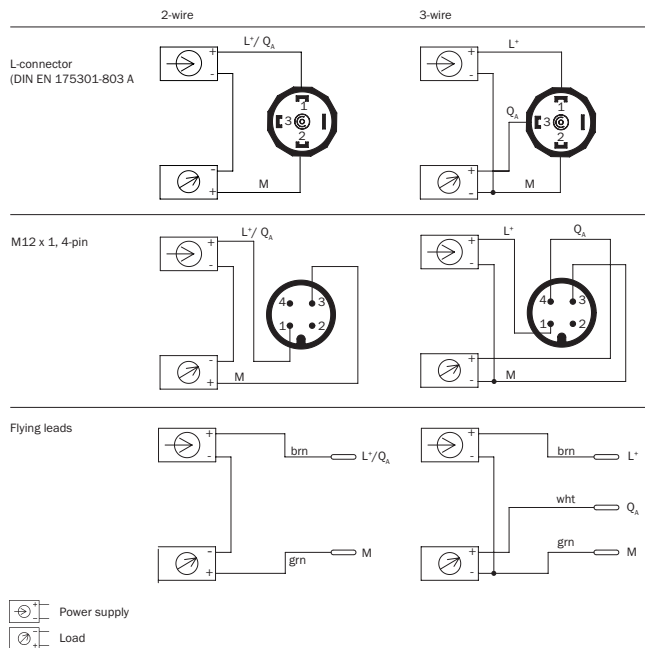 2-wire 3-wire
L-connector
(DIN EN 175301-803 A
L⁺/ Q_A
+
-
1
3
2
-
+
M
L⁺
+
-
1
3
2
Q_A
+
-
M
M12 x 1, 4-pin
L⁺/ Q_A
+
-
4 3
1 2
-
+
M
L⁺ Q_A
+
-
4 3
1 2
+
-
M
Flying leads
+
-
brn L⁺/Q_A
-
+
grn M
+
-
brn L⁺
wht Q_A
+
-
grn M
+
-
Power supply
-
+
Load